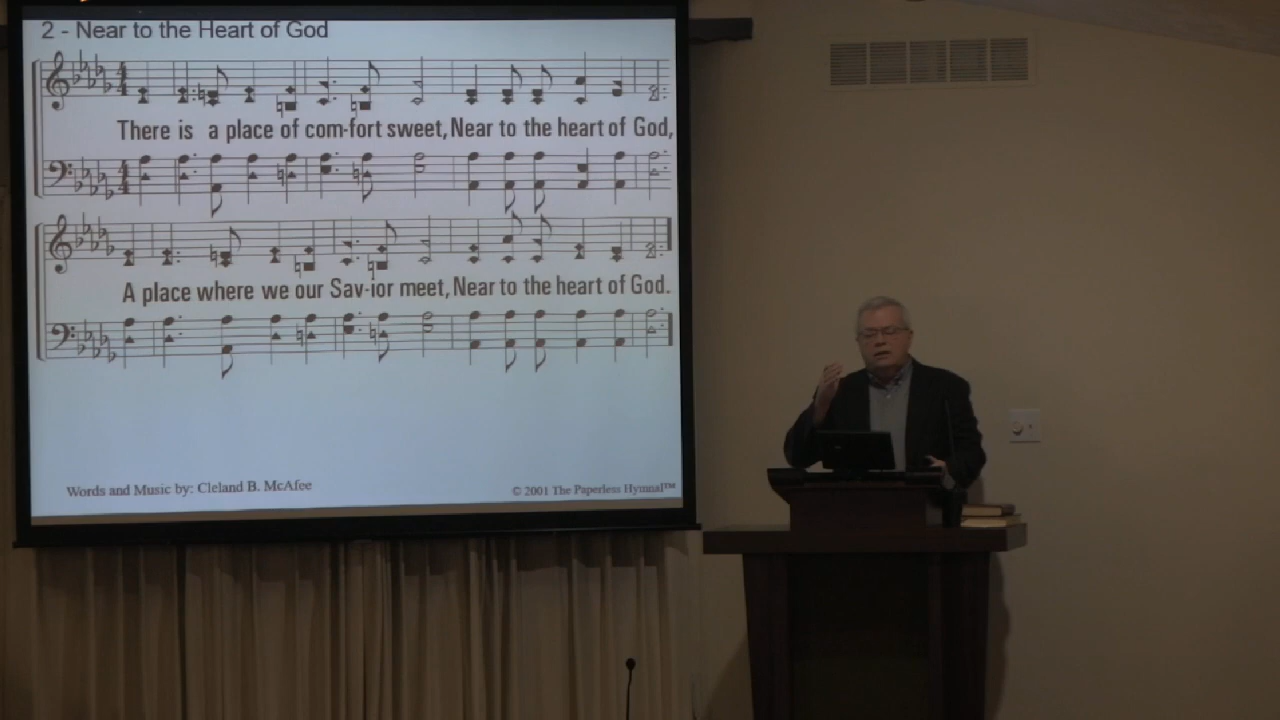 2 - Near to the Heart of God
There is a place of com-fort sweet, Near to the heart of God,
A place where we our Sav-ior meet, Near to the heart of God.
Words and Music by: Cleland B. McAfee
© 2001 The Paperless Hymnal™